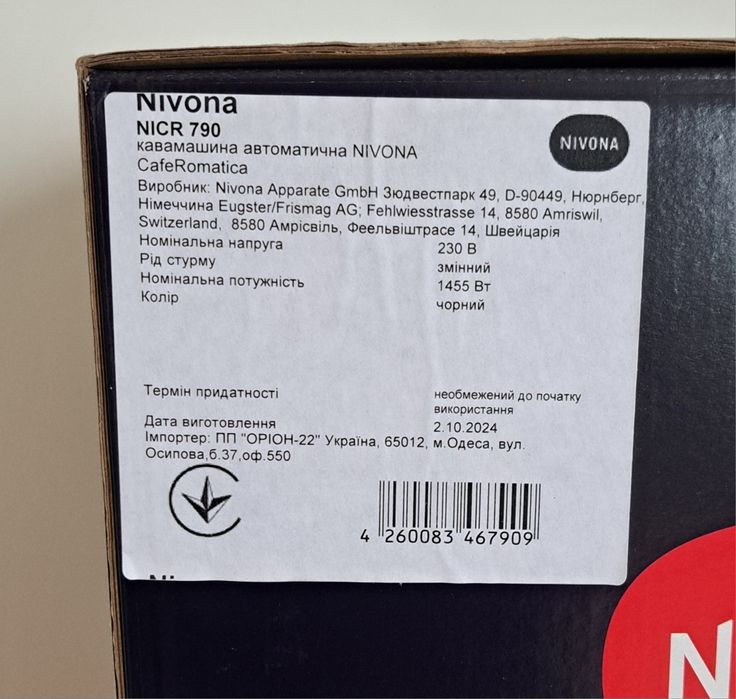 Nivona
NICR 790
NIVONA
кавамашина автоматична NIVONA
CafeRomatica
Виробник: Nivona Apparate GmbH Зюдвестпарк 49, D-90449, Нюрнберг,
Німеччина Eugster/Frismag AG; Fehlwiesstrasse 14, 8580 Amriswil,
Switzerland, 8580 Амрісвіль, Феельвіштрасе 14, Швейцарія
Номінальна напруга 230 В
Рід стурму змінний
Номінальна потужність 1455 Вт
Колір чорний
Термін придатності необмежений до початку
використання
Дата виготовлення 2.10.2024
Імпортер: ПП "ОРІОН-22" Україна, 65012, м.Одеса, вул.
Осипова,б.37,оф.550
4 260083 467909
N